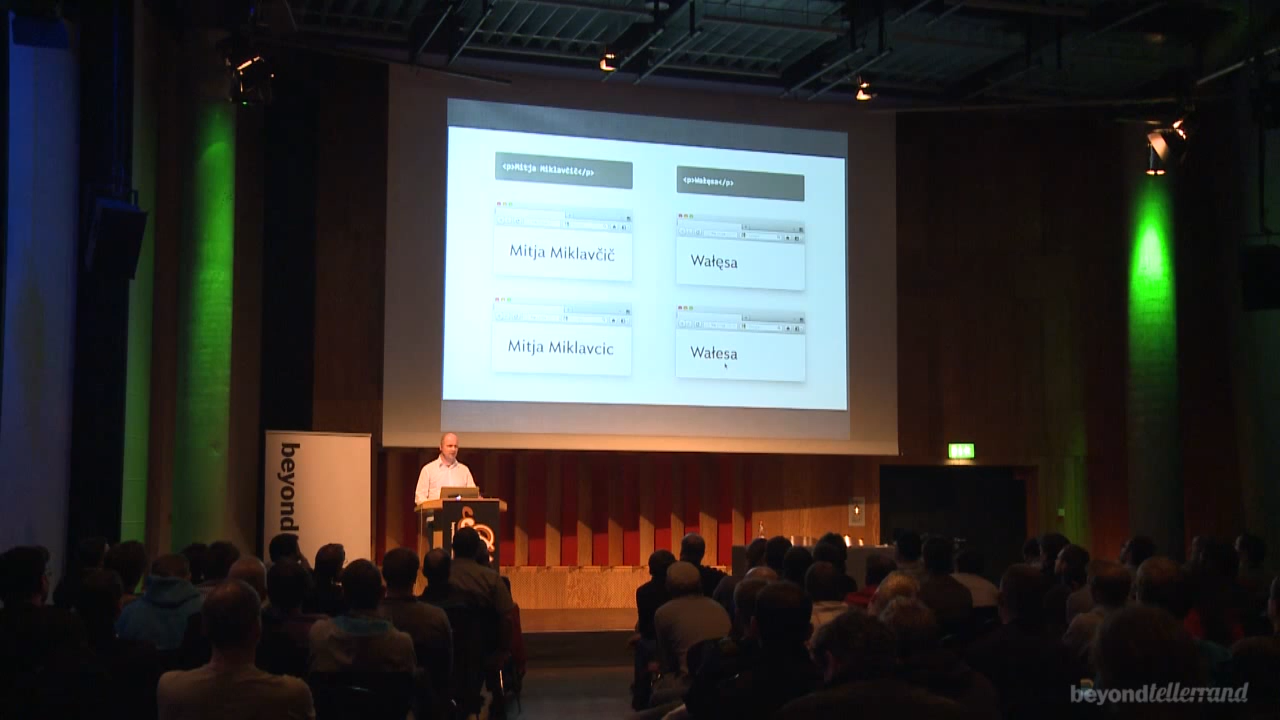 <p>Mitja Miklavčič</p>
<p>Wałęsa</p>
Mitja Miklavčič
Wałęsa
Mitja Miklavcic
Wałesa
beyond
beyondtellerrand